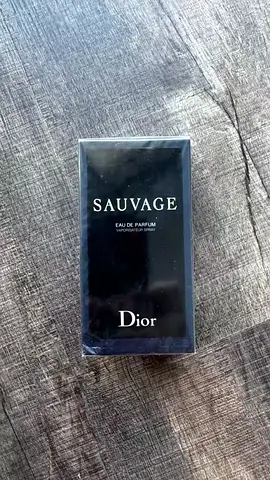 SAUVAGE
EAU DE PARFUM
VAPORISATEUR SPRAY
Dior